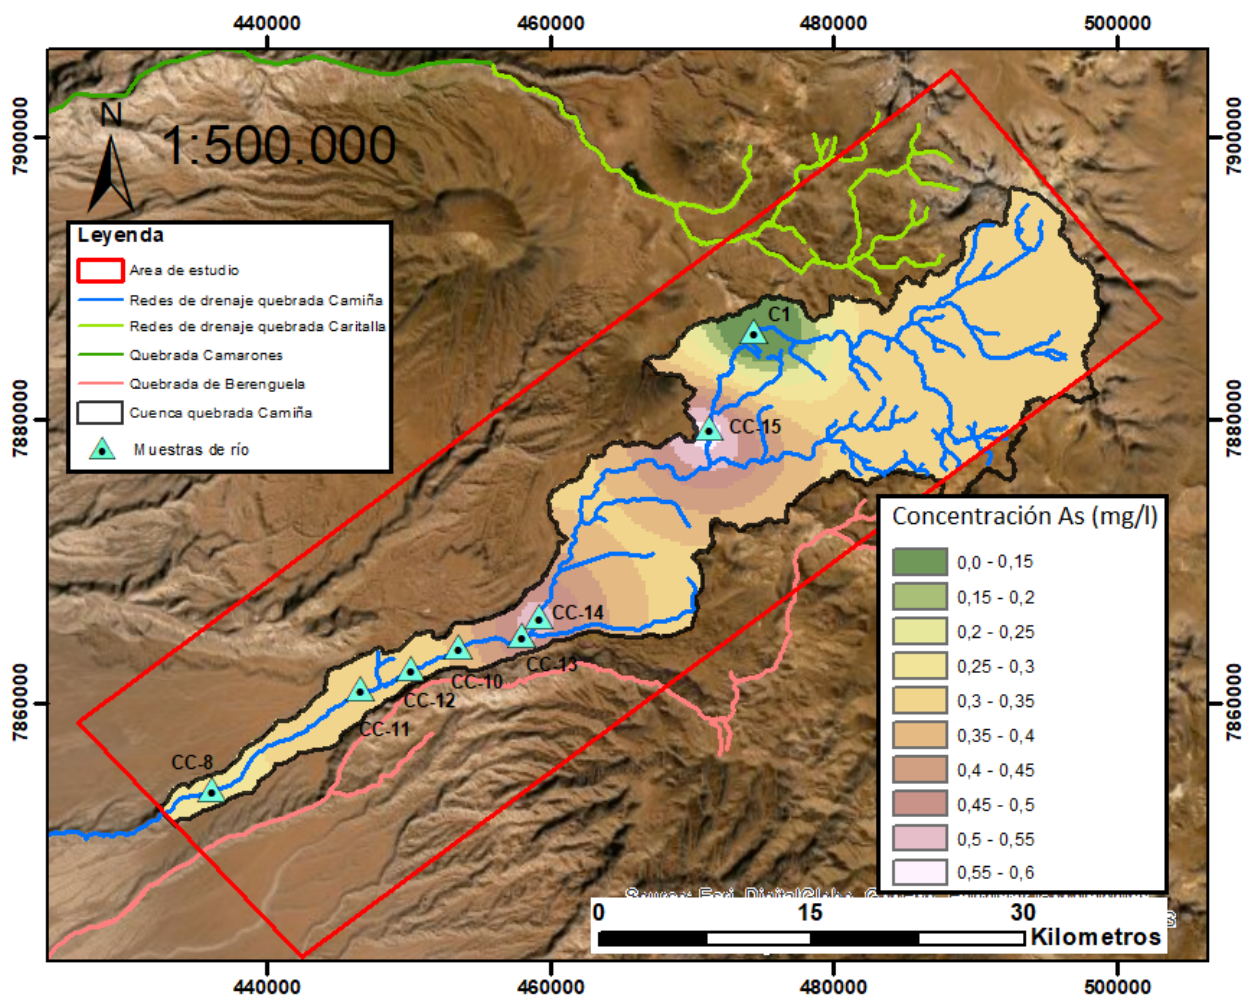 440000 460000 480000 500000
7900000 7900000
N
1:500.000
Leyenda
Area de estudio
Redes de drenaje quebrada Camiña
Redes de drenaje quebrada Caritalla
Quebrada Camarones
Quebrada de Berenguela
Cuenca quebrada Camiña
Muestras de río
C1
7880000 7880000
CC-15
CC-14
CC-13
CC-10
CC-12
CC-11
CC-8
7860000 7860000
Concentración As (mg/l)
0,0 - 0,15
0,15 - 0,2
0,2 - 0,25
0,25 - 0,3
0,3 - 0,35
0,35 - 0,4
0,4 - 0,45
0,45 - 0,5
0,5 - 0,55
0,55 - 0,6
Source: Esri, DigitalGlobe,
0 15 30
Kilometros
440000 460000 480000 500000